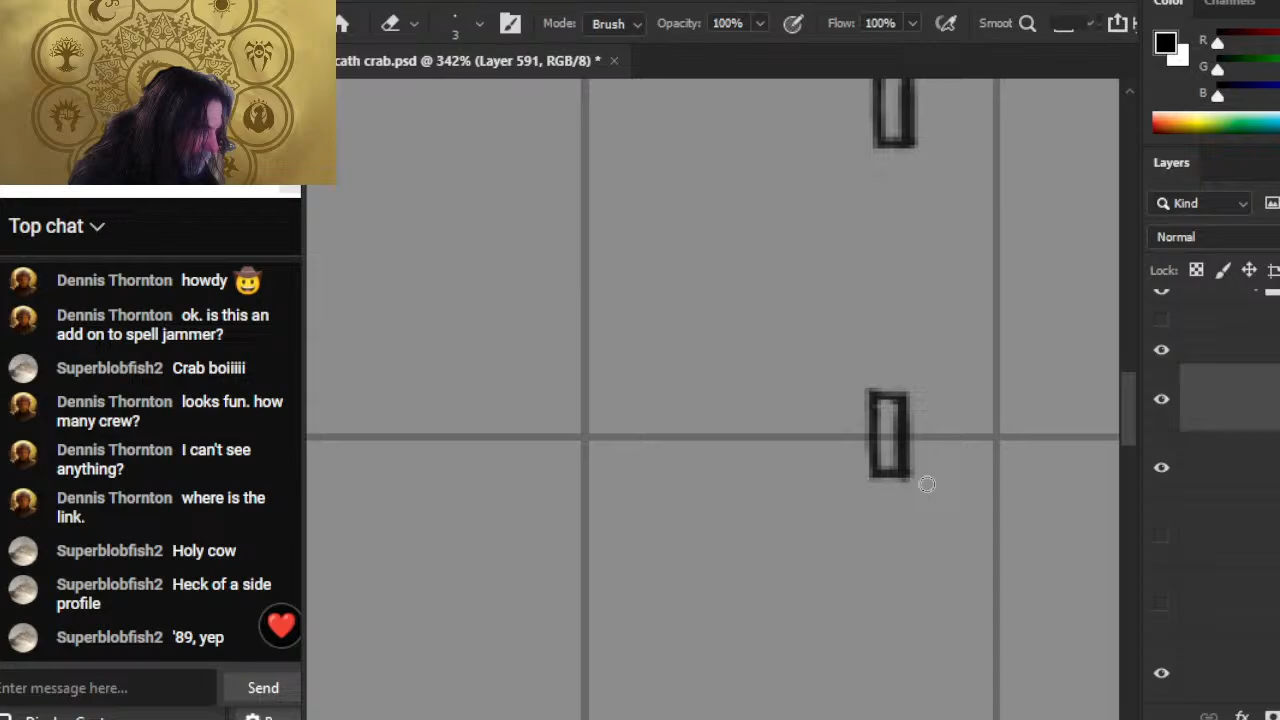 3
Mode:
Brush
Opacity:
100%
Flow:
100%
Smoot
cath crab.psd @ 342% (Layer 591, RGB/8) *
Color
Channels
R
G
B
Layers
Kind
Normal
Lock:
fx
Top chat
Dennis Thornton howdy
Dennis Thornton ok. is this an
add on to spell jammer?
Superblobfish2 Crab boiiiii
Dennis Thornton looks fun. how
many crew?
Dennis Thornton I can't see
anything?
Dennis Thornton where is the
link.
Superblobfish2 Holy cow
Superblobfish2 Heck of a side
profile
Superblobfish2 '89, yep
Enter message here...
Send